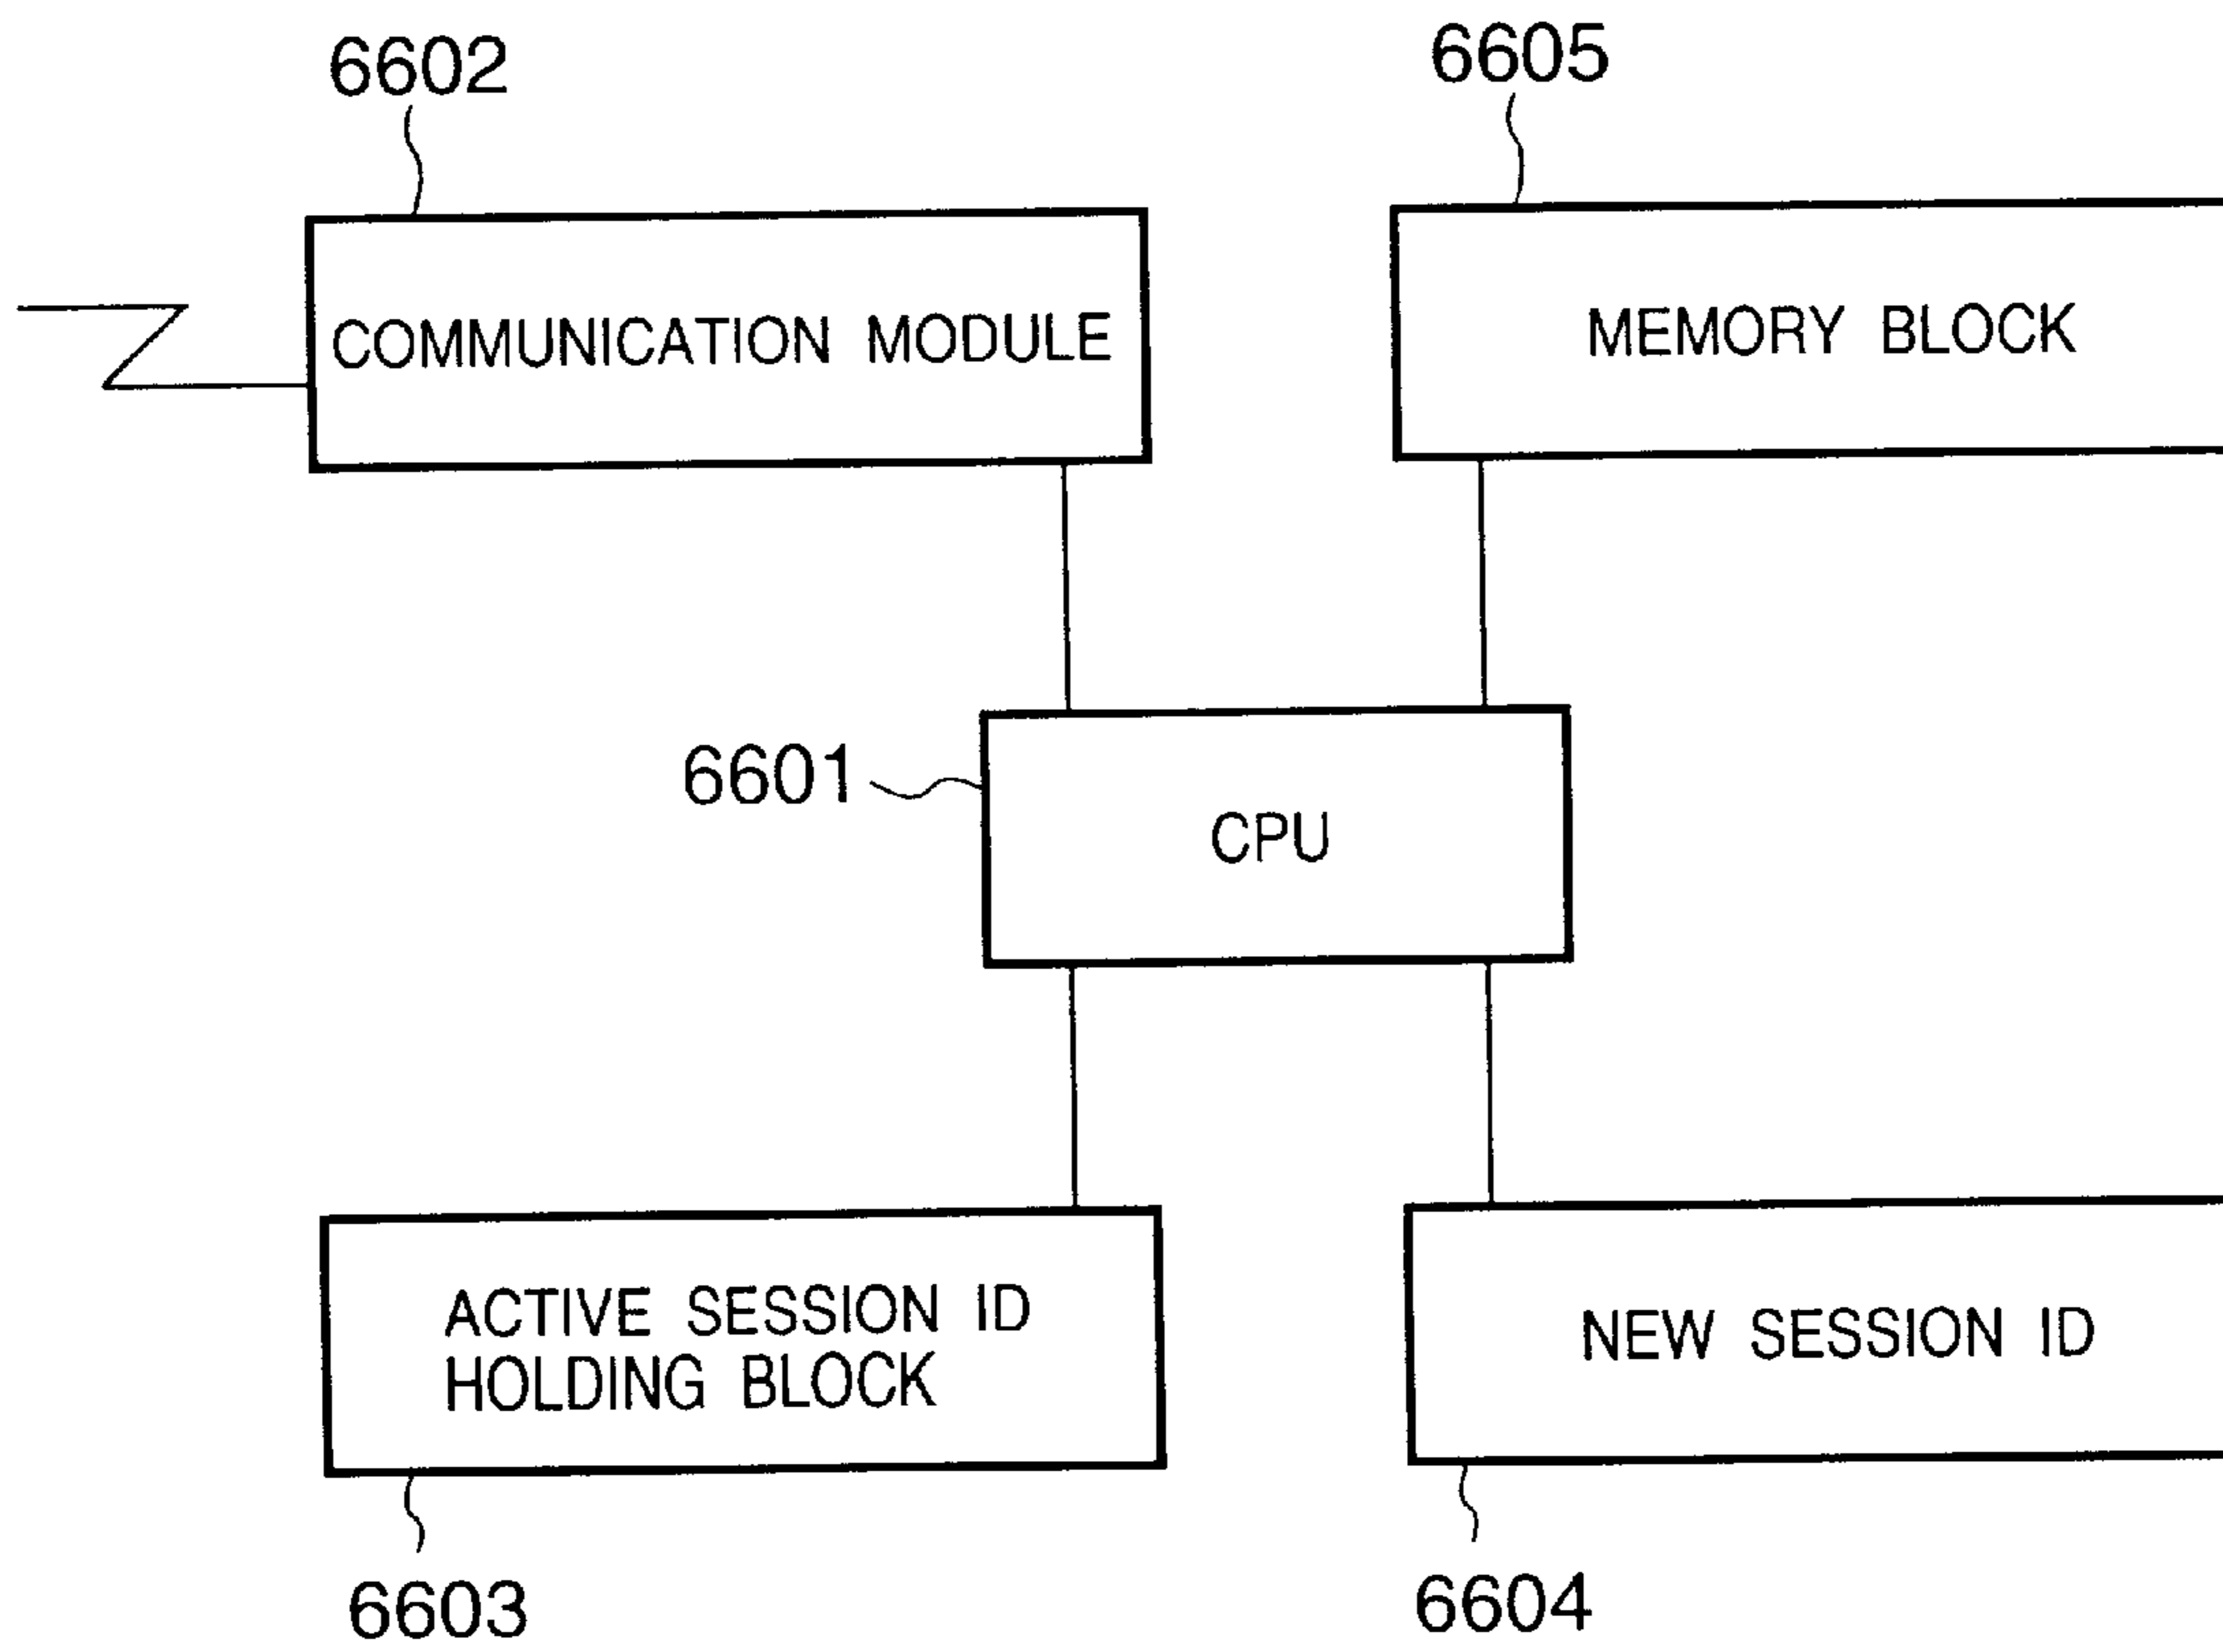 6602
6605
COMMUNICATION MODULE
MEMORY BLOCK
6601
CPU
ACTIVE SESSION ID
HOLDING BLOCK
NEW SESSION ID
6603
6604